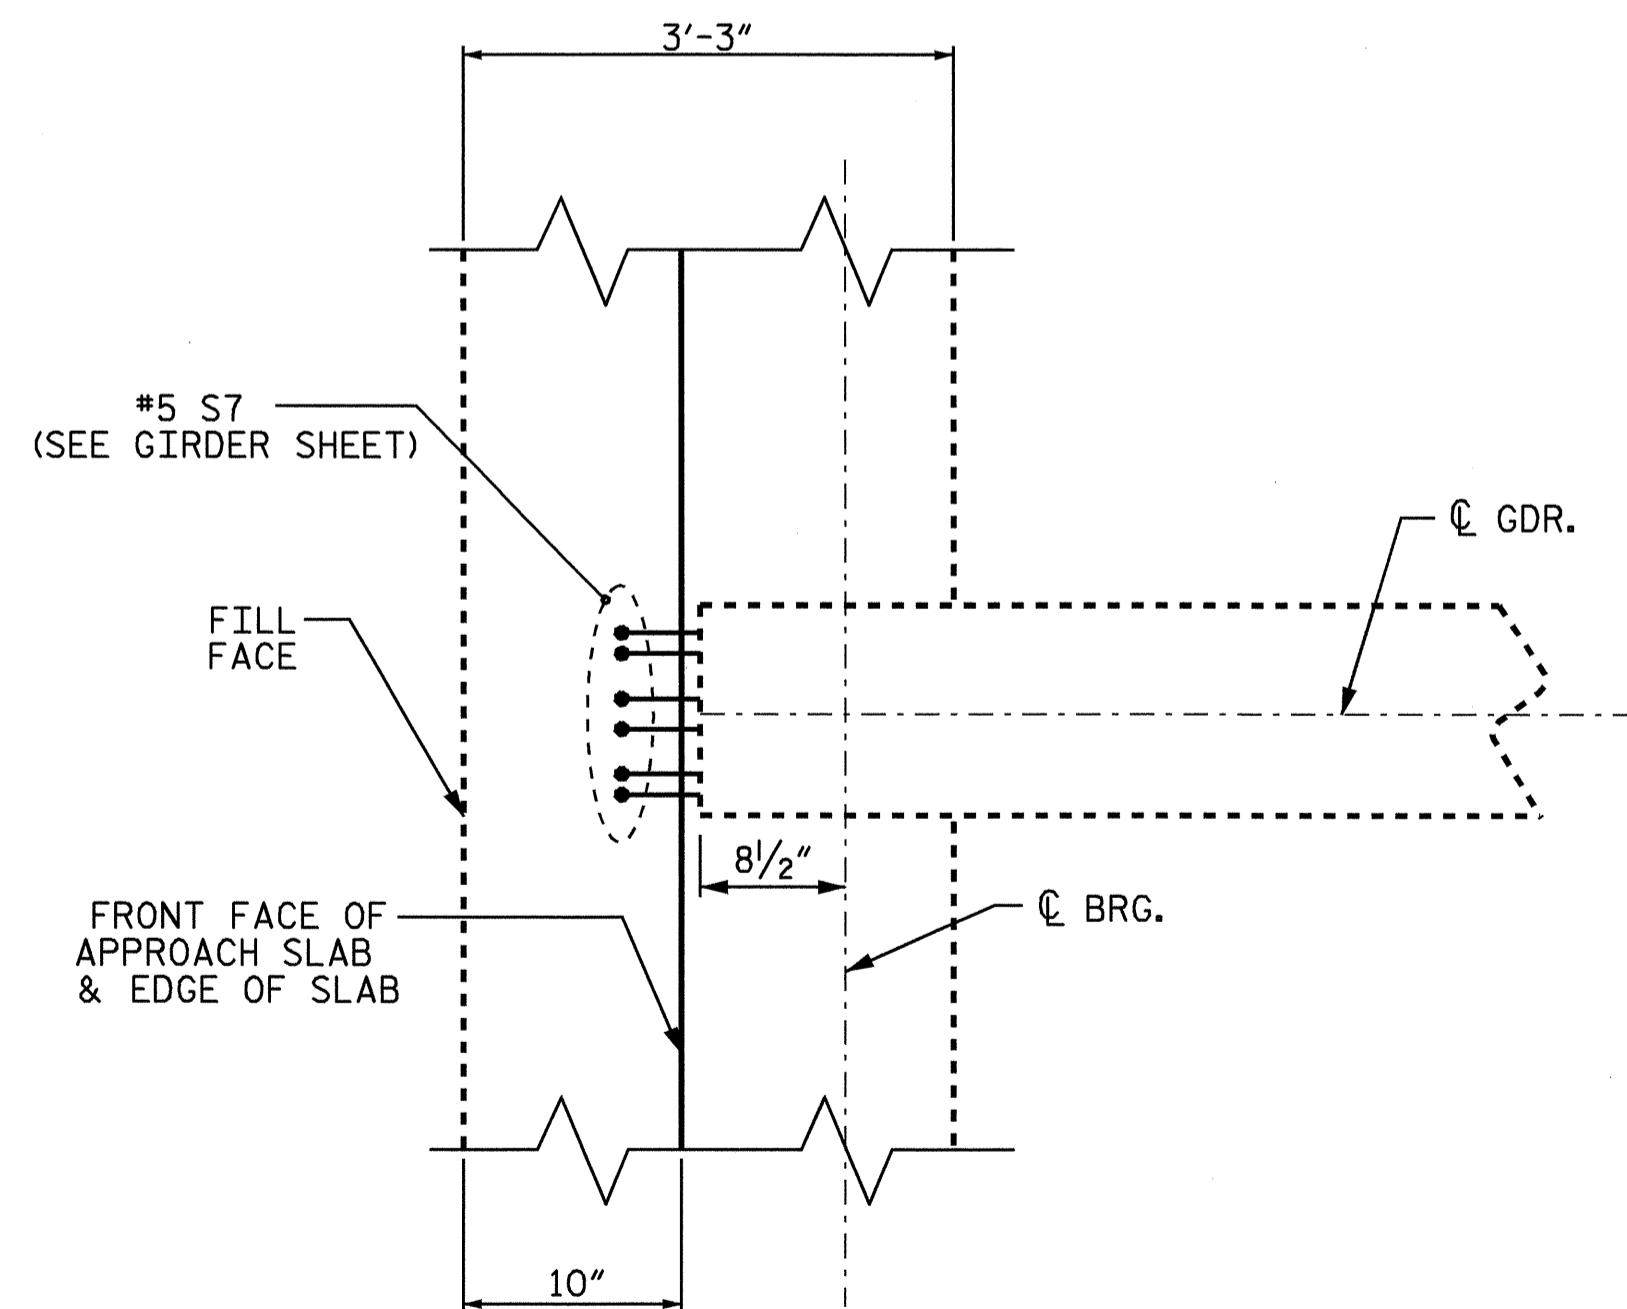 3'-3"
#5 S7
(SEE GIRDER SHEET)
℄ GDR.
FILL
FACE
8½"
FRONT FACE OF
APPROACH SLAB
& EDGE OF SLAB
℄ BRG.
10"